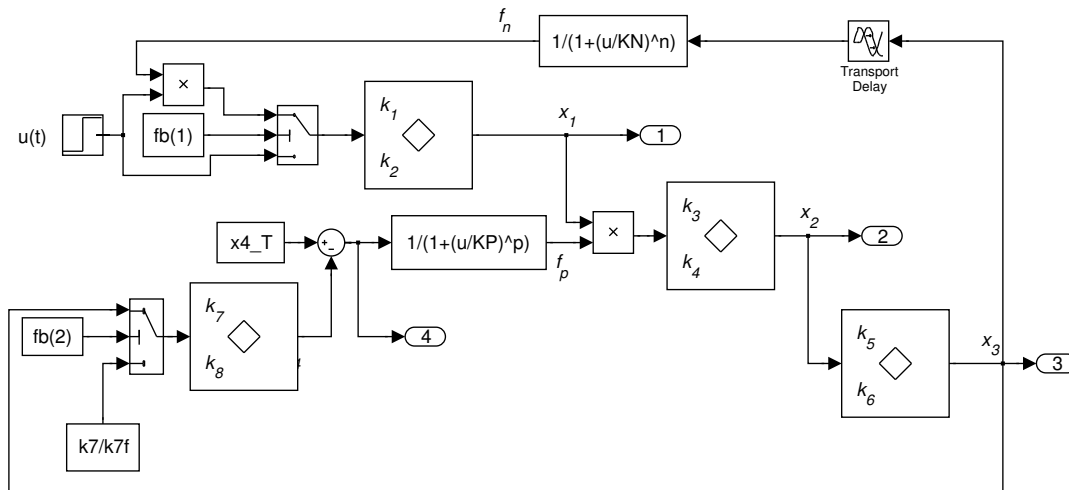 f_n
1/(1+(u/KN)^n)
Transport
Delay
×
u(t)
fb(1)
k_1
k_2
x_1
1
k_3
k_4
x_2
2
x4_T
+
−
1/(1+(u/KP)^p)
f_p
×
fb(2)
k_7
k_8
4
k_5
k_6
x_3
3
k7/k7f